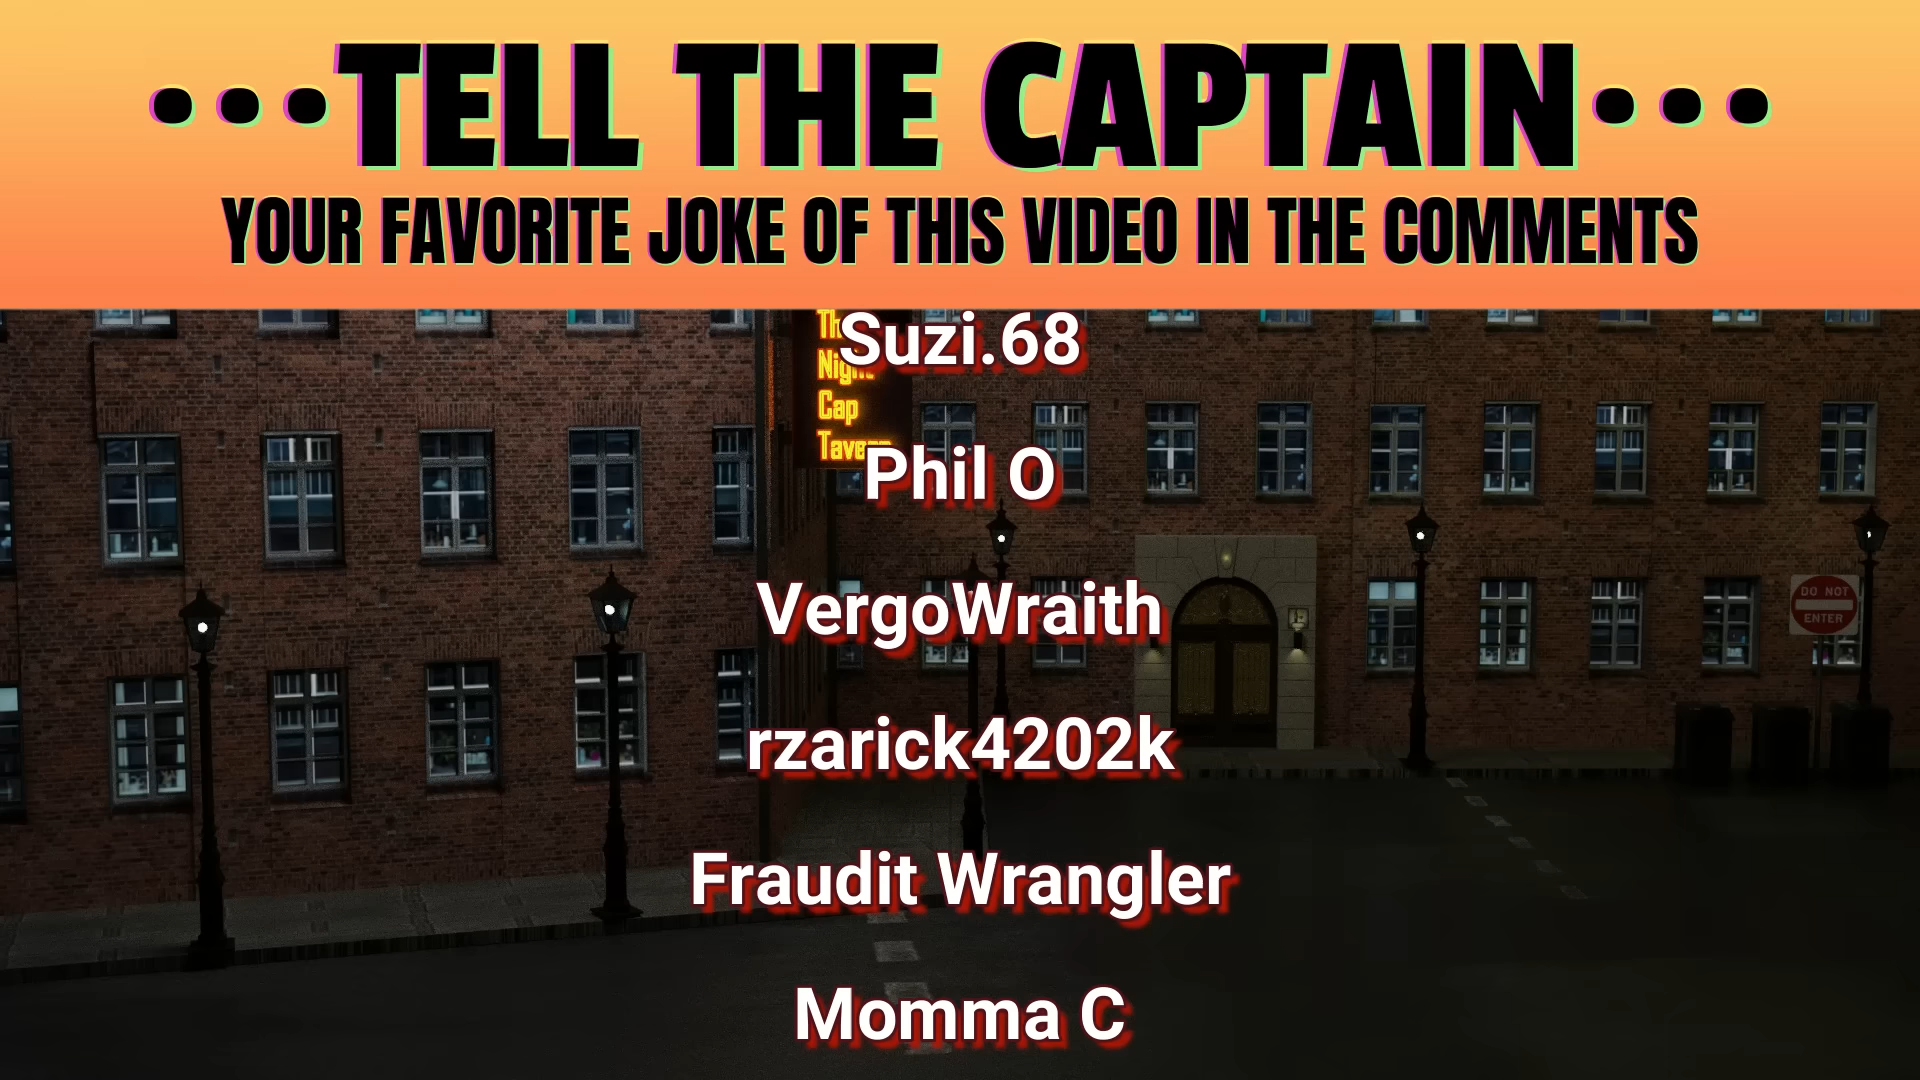 •••TELL THE CAPTAIN•••
YOUR FAVORITE JOKE OF THIS VIDEO IN THE COMMENTS
Suzi.68
Cap
Phil O
VergoWraith
DO NOT
ENTER
rzarick4202k
Fraudit Wrangler
Momma C